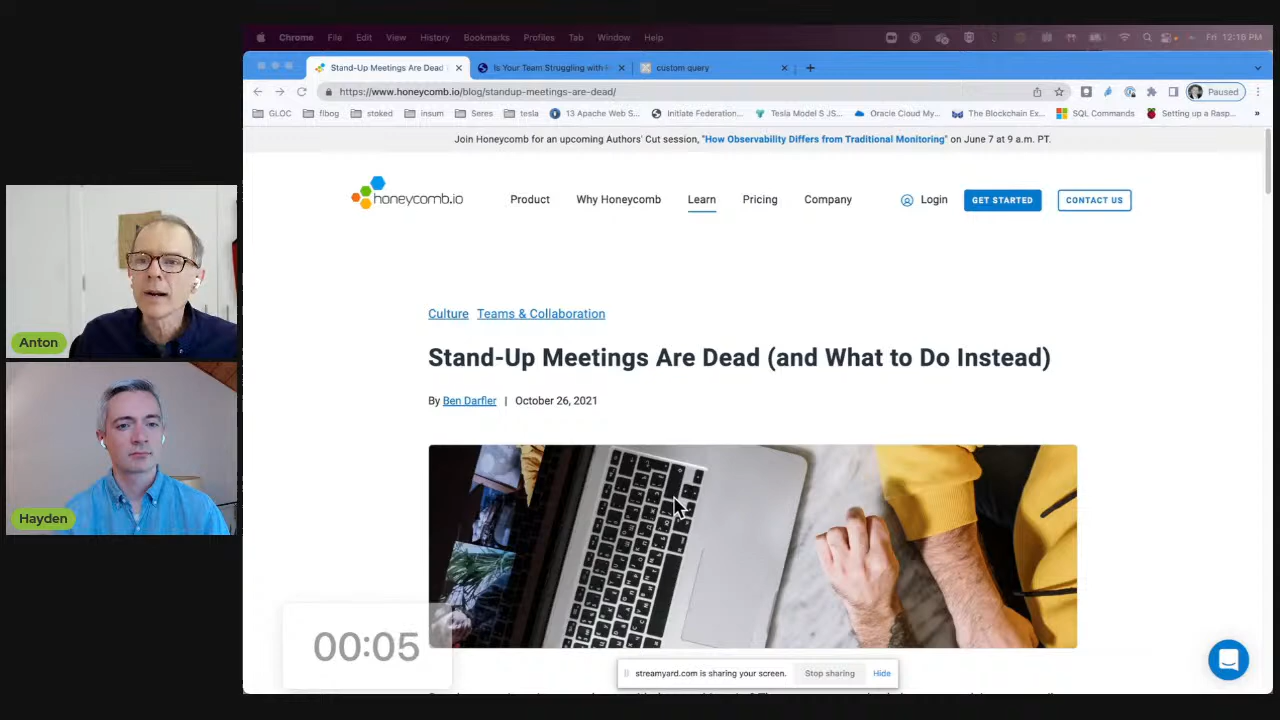 Chrome File Edit View History Bookmarks Profiles Tab Window Help Fri 12:18 PM
Stand-Up Meetings Are Dead Is Your Team Struggling with custom query
https://www.honeycomb.io/blog/standup-meetings-are-dead/ Paused
GLOC fibog stoked insum Seres tesla 13 Apache Web S... Initiate Federation... Tesla Model S JS... Oracle Cloud My... The Blockchain Ex... SQL Commands Setting up a Rasp... »
Join Honeycomb for an upcoming Authors' Cut session, "How Observability Differs from Traditional Monitoring" on June 7 at 9 a.m. PT.
honeycomb.io Product Why Honeycomb Learn Pricing Company Login GET STARTED CONTACT US
Culture Teams & Collaboration
Anton
Stand-Up Meetings Are Dead (and What to Do Instead)
By Ben Darfler | October 26, 2021
Hayden
00:05
streamyard.com is sharing your screen. Stop sharing Hide